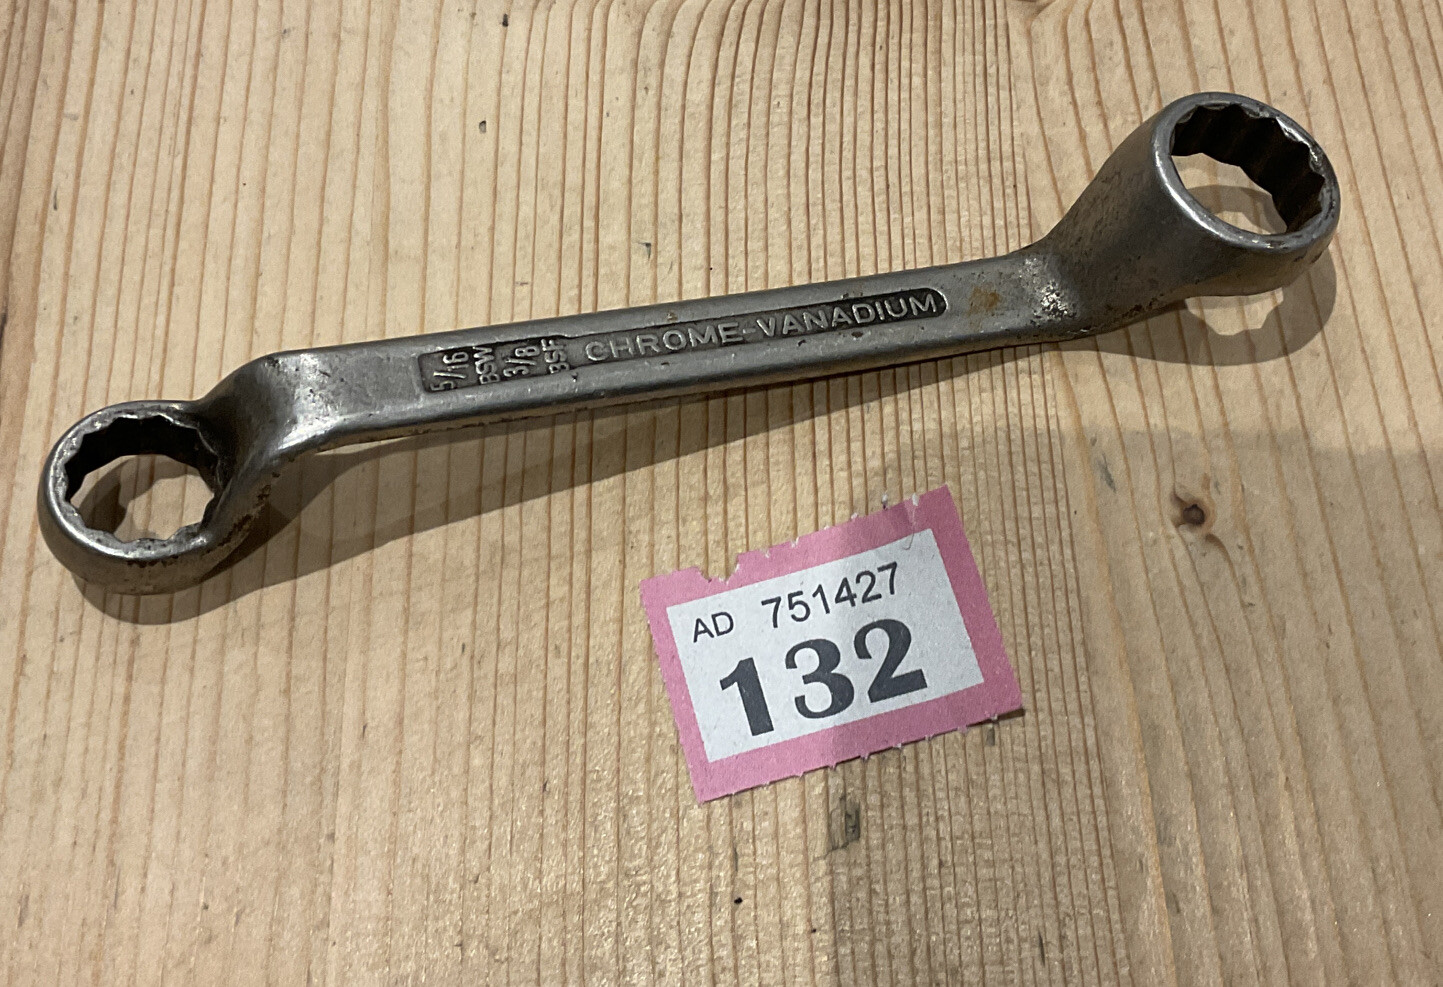 5/16
BSW
3/8
BSF
CHROME-VANADIUM
AD 751427
132